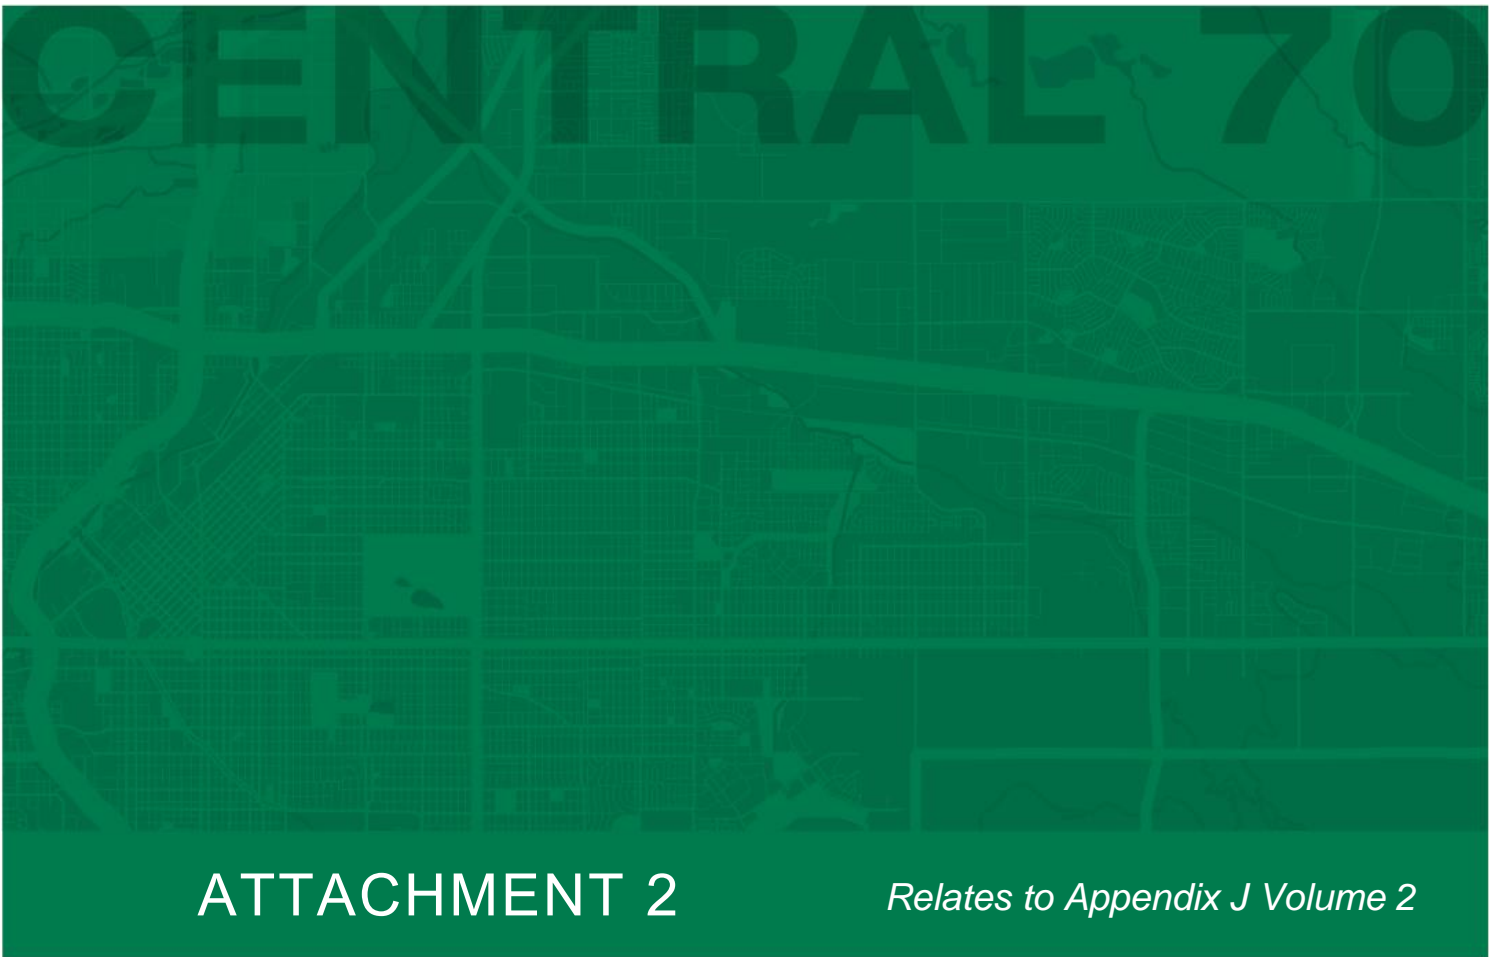 CENTRAL 70
ATTACHMENT 2
Relates to Appendix J Volume 2